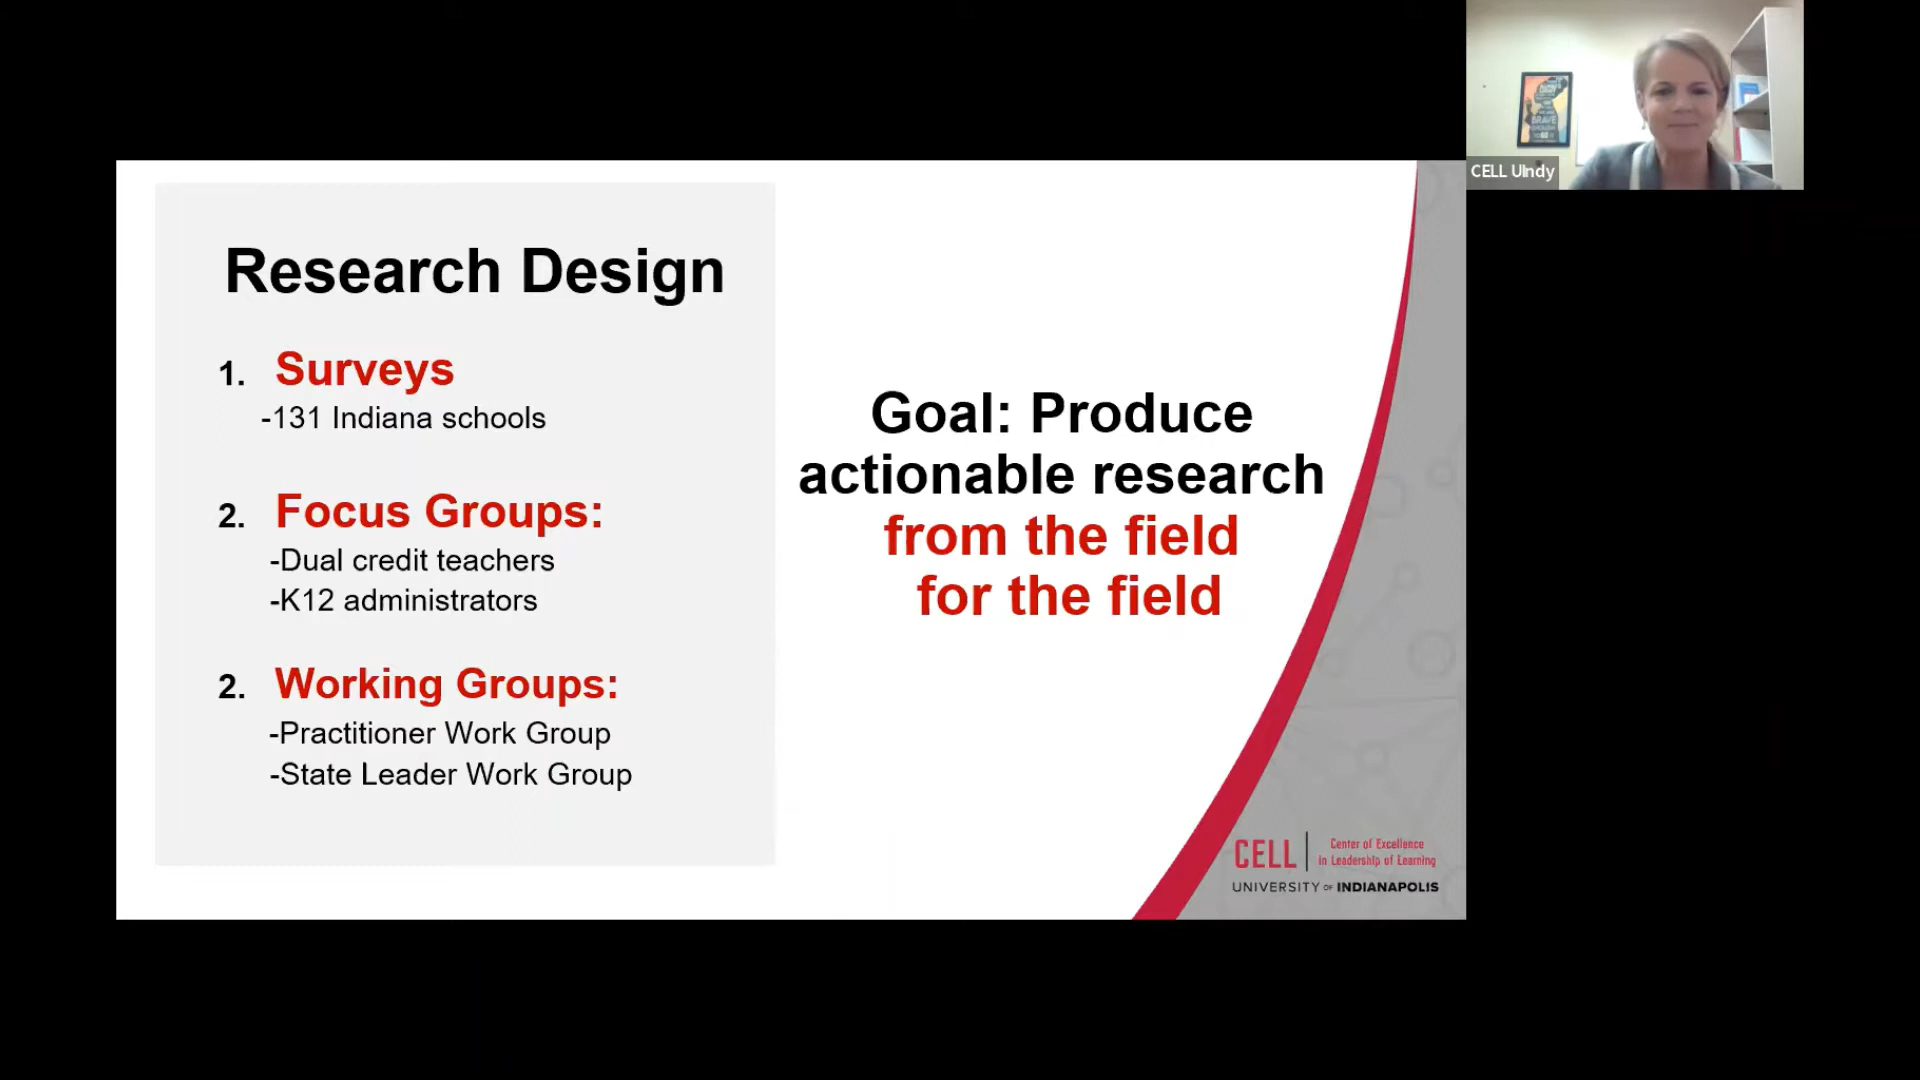 Research Design
1. Surveys
-131 Indiana schools
2. Focus Groups:
-Dual credit teachers
-K12 administrators
2. Working Groups:
-Practitioner Work Group
-State Leader Work Group
Goal: Produce
actionable research
from the field
for the field
CELL Center of Excellence
in Leadership of Learning
UNIVERSITY OF INDIANAPOLIS
CELL UIndy
BRAVE